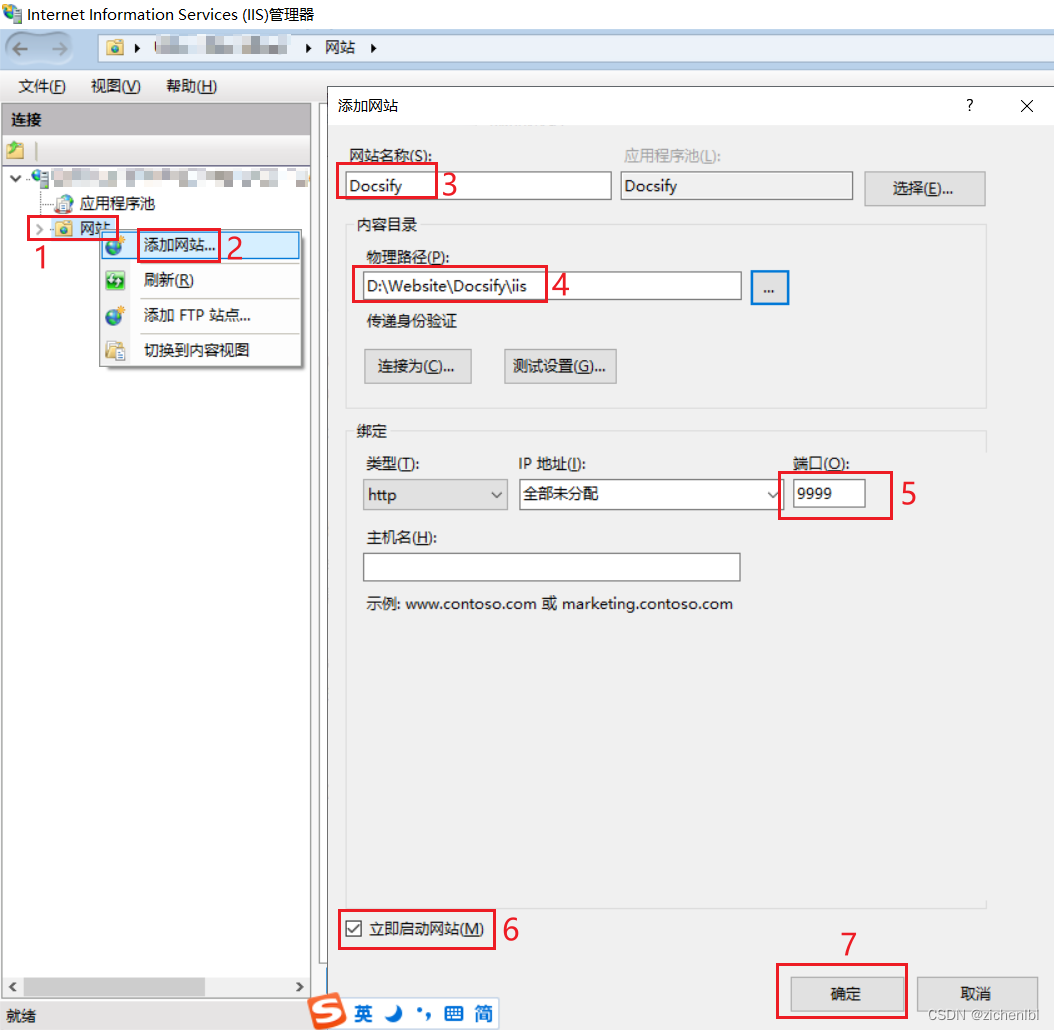 Internet Information Services (IIS)管理器
网站
文件(F) 视图(V) 帮助(H)
连接
应用程序池
网站
1
添加网站... 2
刷新(R)
添加 FTP 站点...
切换到内容视图
添加网站 ?
网站名称(S): 应用程序池(L):
Docsify 3 Docsify 选择(E)...
内容目录
物理路径(P):
D:\Website\Docsify\iis 4 ...
传递身份验证
连接为(C)... 测试设置(G)...
绑定
类型(T): IP 地址(I): 端口(O):
http 全部未分配 9999 5
主机名(H):
示例: www.contoso.com 或 marketing.contoso.com
立即启动网站(M) 6
7
确定 取消
就绪
S 英 简
CSDN @zichenlbl